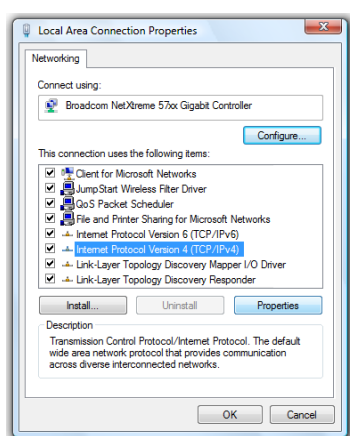 Local Area Connection Properties
Networking
Connect using:
Broadcom NetXtreme 57xx Gigabit Controller
Configure...
This connection uses the following items:
Client for Microsoft Networks
JumpStart Wireless Filter Driver
QoS Packet Scheduler
File and Printer Sharing for Microsoft Networks
Internet Protocol Version 6 (TCP/IPv6)
Internet Protocol Version 4 (TCP/IPv4)
Link-Layer Topology Discovery Mapper I/O Driver
Link-Layer Topology Discovery Responder
Install... Uninstall Properties
Description
Transmission Control Protocol/Internet Protocol. The default
wide area network protocol that provides communication
across diverse interconnected networks.
OK Cancel